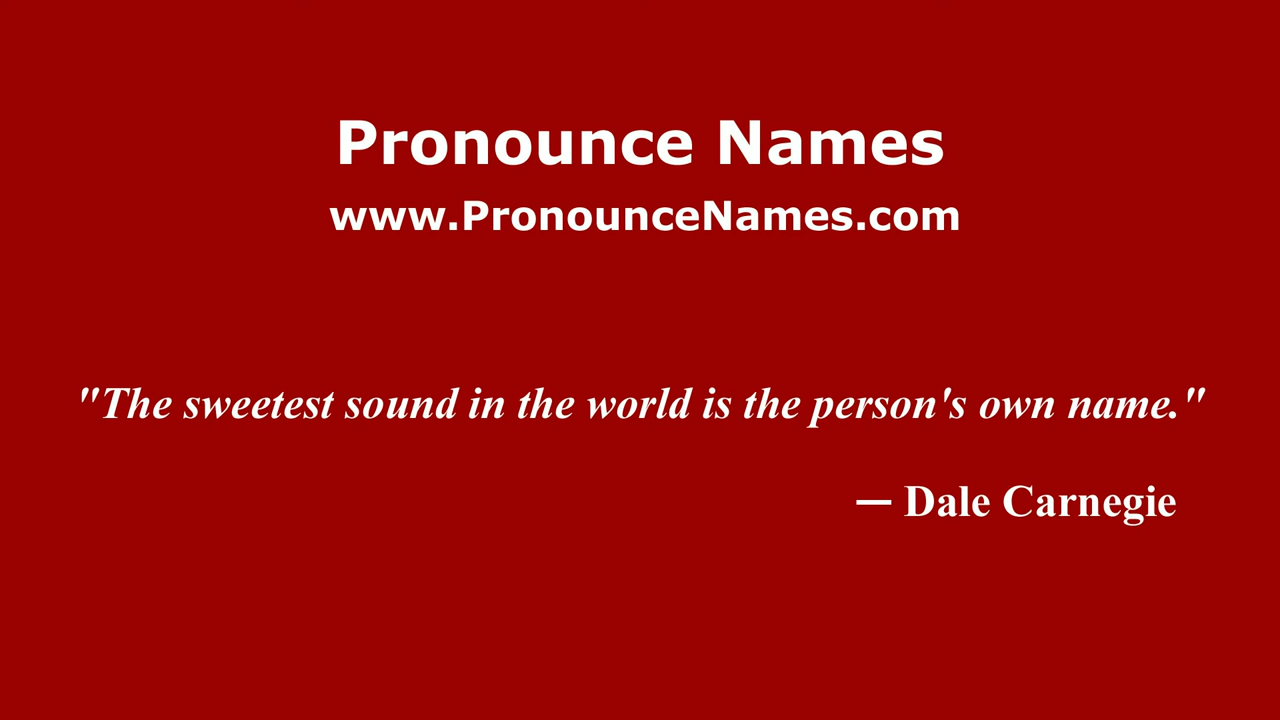 Pronounce Names
www.PronounceNames.com
"The sweetest sound in the world is the person's own name."
— Dale Carnegie